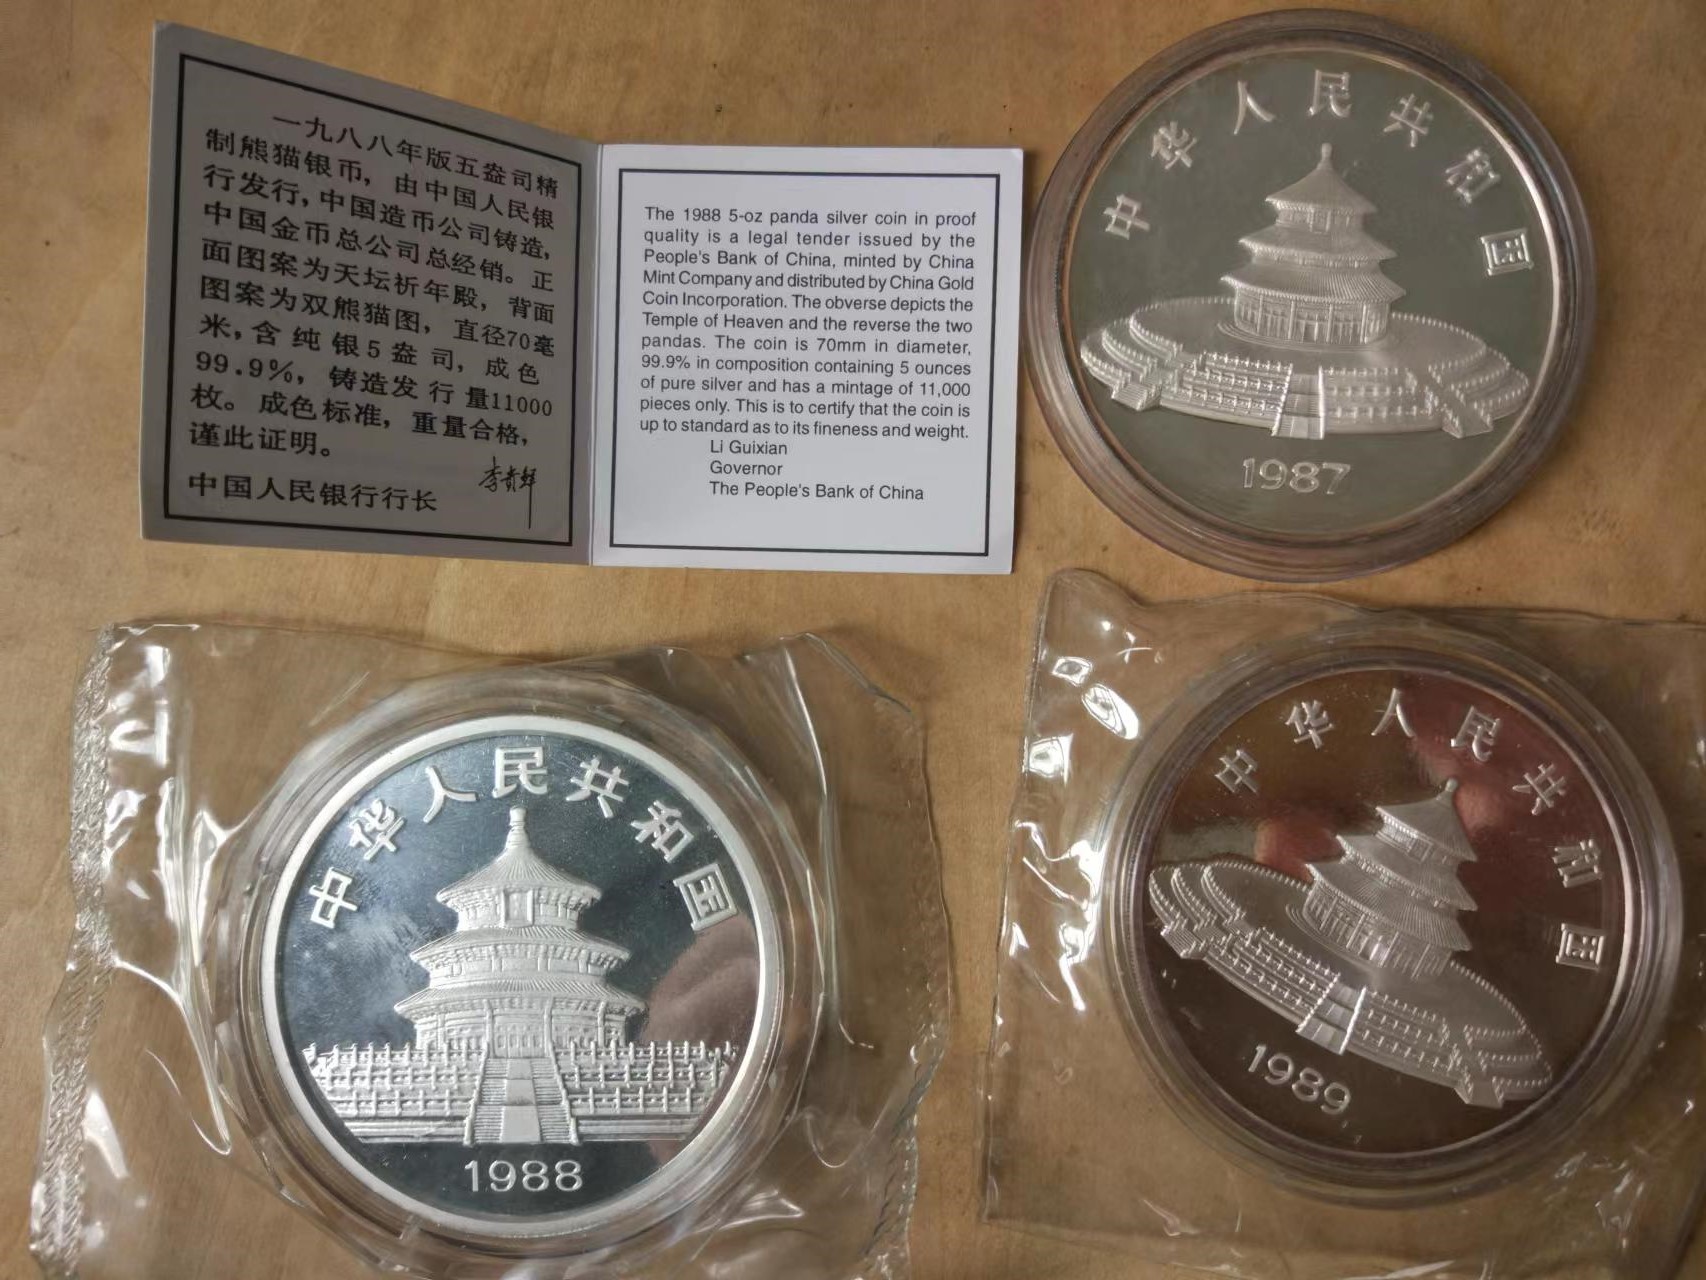 一九八八年版五盎司精
制熊猫银币，由中国人民银
行发行，中国造币公司铸造，
中国金币总公司总经销。正
面图案为天坛祈年殿，背面
图案为双熊猫图，直径70毫
米，含纯银5盎司，成色
99.9%，铸造发行量11000
枚。成色标准，重量合格，
谨此证明。
中国人民银行行长 李贵鲜
The 1988 5-oz panda silver coin in proof
quality is a legal tender issued by the
People's Bank of China, minted by China
Mint Company and distributed by China Gold
Coin Incorporation. The obverse depicts the
Temple of Heaven and the reverse the two
pandas. The coin is 70mm in diameter,
99.9% in composition containing 5 ounces
of pure silver and has a mintage of 11,000
pieces only. This is to certify that the coin is
up to standard as to its fineness and weight.
Li Guixian
Governor
The People's Bank of China
中华人民共和国
1987
中华人民共和国
1988
中华人民共和国
1989